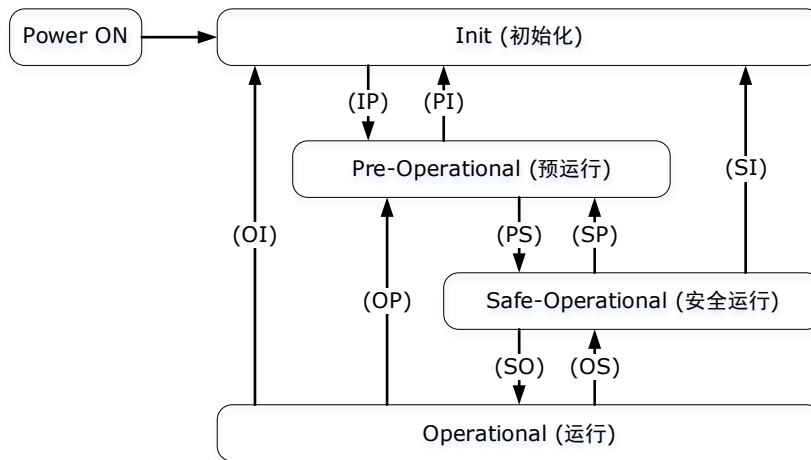 Power ON
Init (初始化)
(IP)
(PI)
Pre-Operational (预运行)
(SI)
(OI)
(PS)
(SP)
(OP)
Safe-Operational (安全运行)
(SO)
(OS)
Operational (运行)